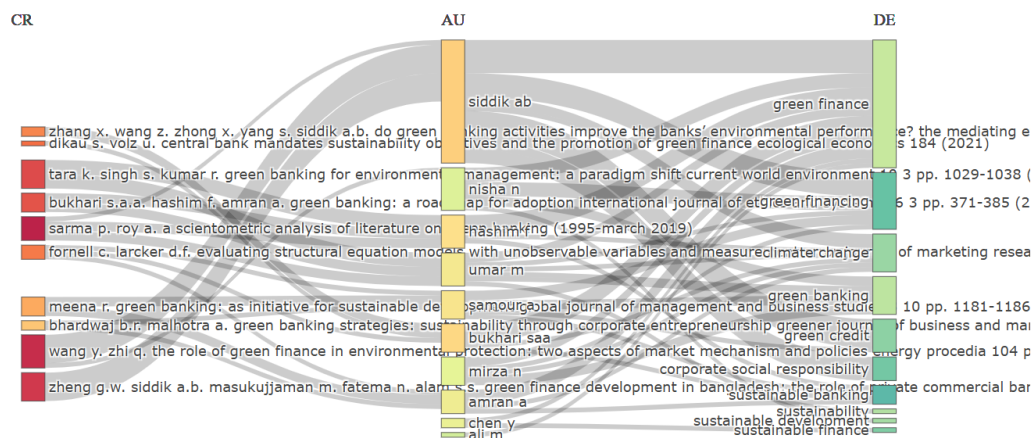 CR
AU
DE
zhang x. wang z. zhong x. yang s. siddik a.b. do green banking activities improve the banks' environmental performance? the mediating e
dikau s. volz u. central bank mandates sustainability objectives and the promotion of green finance ecological economics 184 (2021)
tara k. singh s. kumar r. green banking for environmental management: a paradigm shift current world environment 10 3 pp. 1029-1038 (
bukhari s.a.a. hashim f. amran a. green banking: a road map for adoption international journal of et 6 3 pp. 371-385 (2
sarma p. roy a. a scientometric analysis of literature on green banking (1995-march 2019)
fornell c. larcker d.f. evaluating structural equation models with unobservable variables and measure of marketing resea
meena r. green banking: as initiative for sustainable development global journal of management and business studies 10 pp. 1181-1186
bhardwaj b.r. malhotra a. green banking strategies: sustainability through corporate entrepreneurship greener journal of business and ma
wang y. zhi q. the role of green finance in environmental protection: two aspects of market mechanism and policies energy procedia 104 p
zheng g.w. siddik a.b. masukujjaman m. fatema n. alam s.s. green finance development in bangladesh: the role of private commercial ban
siddik ab
nisha n
hashim f
umar m
samour a
bukhari saa
mirza n
amran a
chen y
ali m
green finance
green financing
climate change
green banking
green credit
corporate social responsibility
sustainable banking
sustainability
sustainable development
sustainable finance